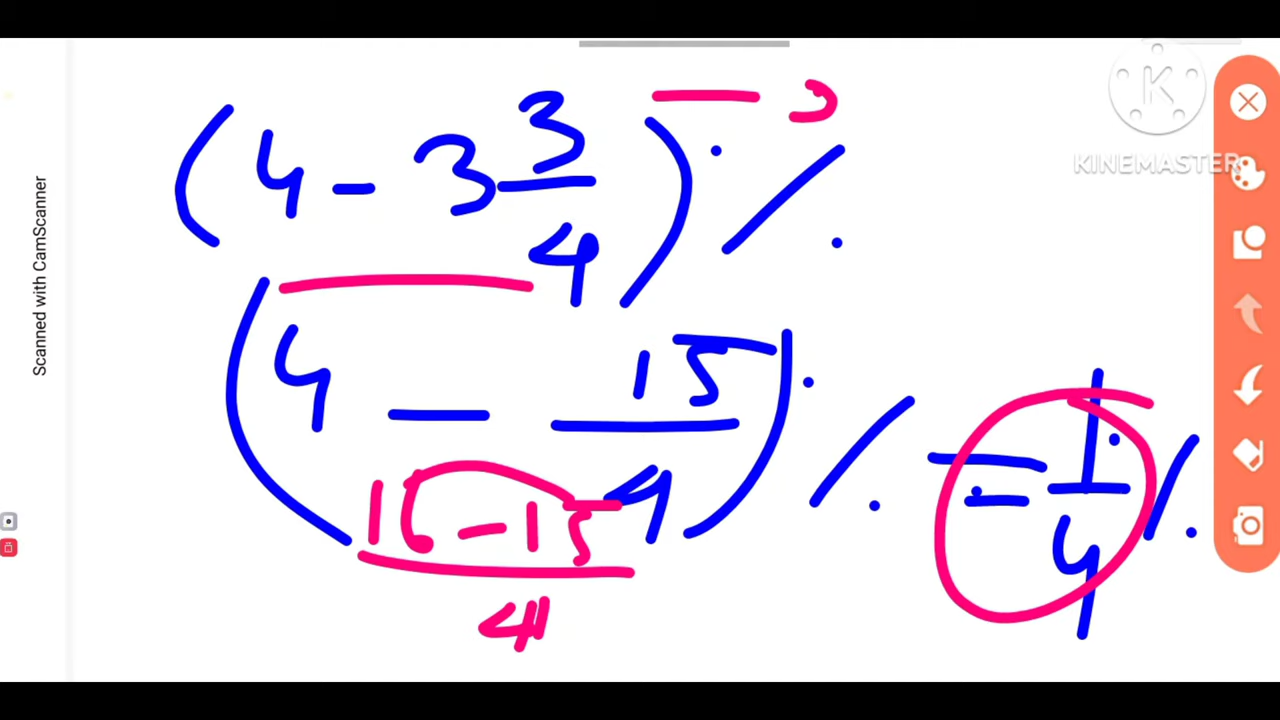 (4 - 3 3/4) %
(4 - 15/4) % = 1/4 %
16-15
4
KINEMASTER
Scanned with CamScanner